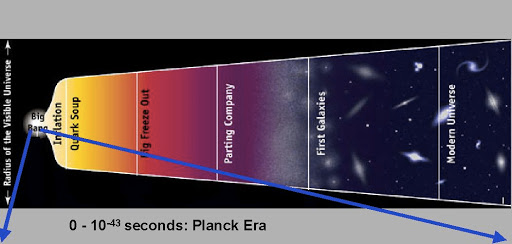 ← Radius of the Visible Universe →
Big
Bang
Inflation
Quark Soup
Big Freeze Out
Parting Company
First Galaxies
Modern Universe
0 - 10⁻⁴³ seconds: Planck Era